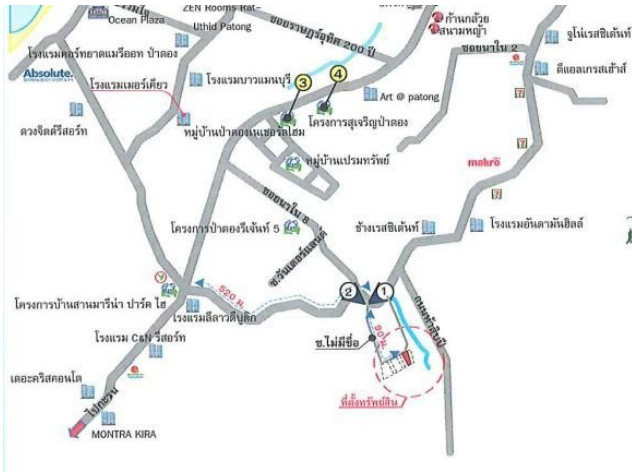 Ocean Plaza
ZEN Rooms Rat-
Uthid Patong
ซอยราษฎร์อุทิศ 200 ปี
ก้านกล้วย
สนามหญ้า
ซอยนาใน 2
จูโน่เรสซิเด้นท์
ดีแอลเกรสเฮ้าส์
โรงแรมคอร์ทยาดแมริออท ป่าตอง
Absolute.
โรงแรมเมอร์เคียว
โรงแรมบาวแมนบุรี
3
4
Art @ patong
ดวงจิตต์รีสอร์ท
หมู่บ้านป่าตองเนเชอรัลโฮม
โครงการสุเจริญป่าตอง
หมู่บ้านเปรมทรัพย์
makro
ซอยนาใน 8
โครงการป่าตองรีเจ้นท์ 5
ซ.วันเดอร์แลนด์
ช้างเรสซิเด้นท์
โรงแรมอันดามันฮิลล์
2
1
520 ม.
โครงการบ้านสานมารีน่า ปาร์ค ไฮ
โรงแรมลีลาวดีบูติก
90 ม.
ถนนห้าสิบปี
โรงแรม C&N รีสอร์ท
ซ.ไม่มีชื่อ
เดอะคริสคอนโด
ที่ตั้งทรัพย์สิน
ไปกะรน
MONTRA KIRA